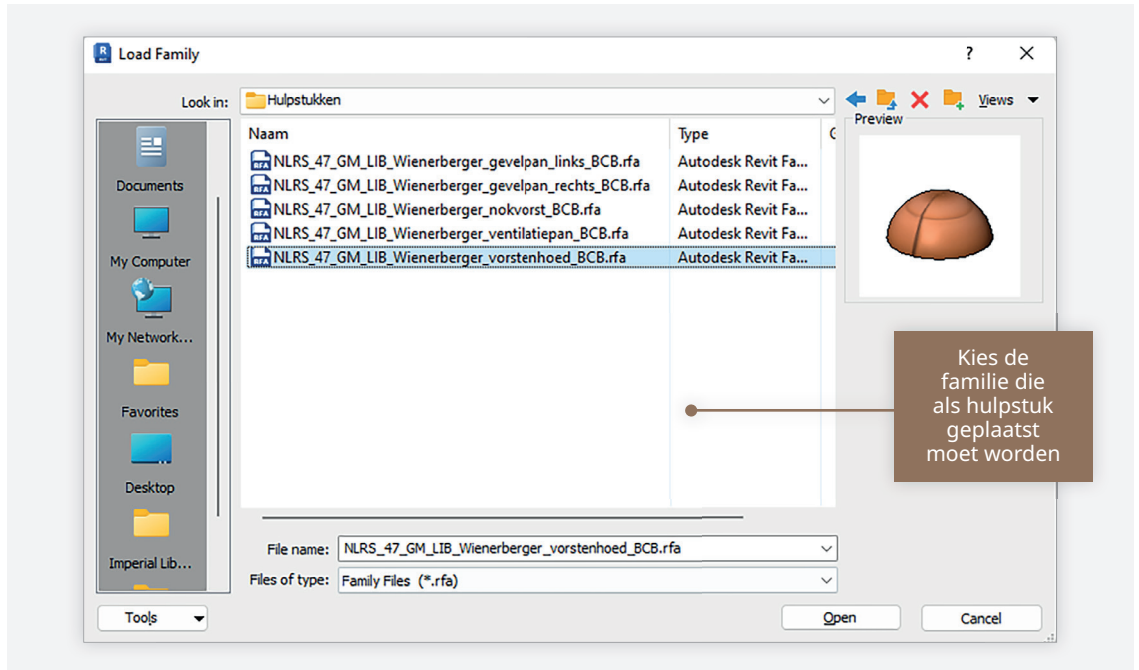 Load Family
?
Look in:
Hulpstukken
Views
Preview
Naam
Type
NLRS_47_GM_LIB_Wienerberger_gevelpan_links_BCB.rfa
Autodesk Revit Fa...
NLRS_47_GM_LIB_Wienerberger_gevelpan_rechts_BCB.rfa
Autodesk Revit Fa...
NLRS_47_GM_LIB_Wienerberger_nokvorst_BCB.rfa
Autodesk Revit Fa...
NLRS_47_GM_LIB_Wienerberger_ventilatiepan_BCB.rfa
Autodesk Revit Fa...
NLRS_47_GM_LIB_Wienerberger_vorstenhoed_BCB.rfa
Autodesk Revit Fa...
Documents
My Computer
My Network...
Favorites
Desktop
Imperial Lib...
Kies de
familie die
als hulpstuk
geplaatst
moet worden
File name:
NLRS_47_GM_LIB_Wienerberger_vorstenhoed_BCB.rfa
Files of type:
Family Files (*.rfa)
Tools
Open
Cancel